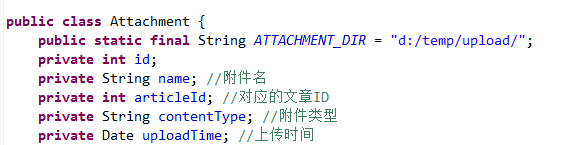 public class Attachment {
public static final String ATTACHMENT_DIR = "d:/temp/upload/";
private int id;
private String name; //附件名
private int articleId; //对应的文章ID
private String contentType; //附件类型
private Date uploadTime; //上传时间